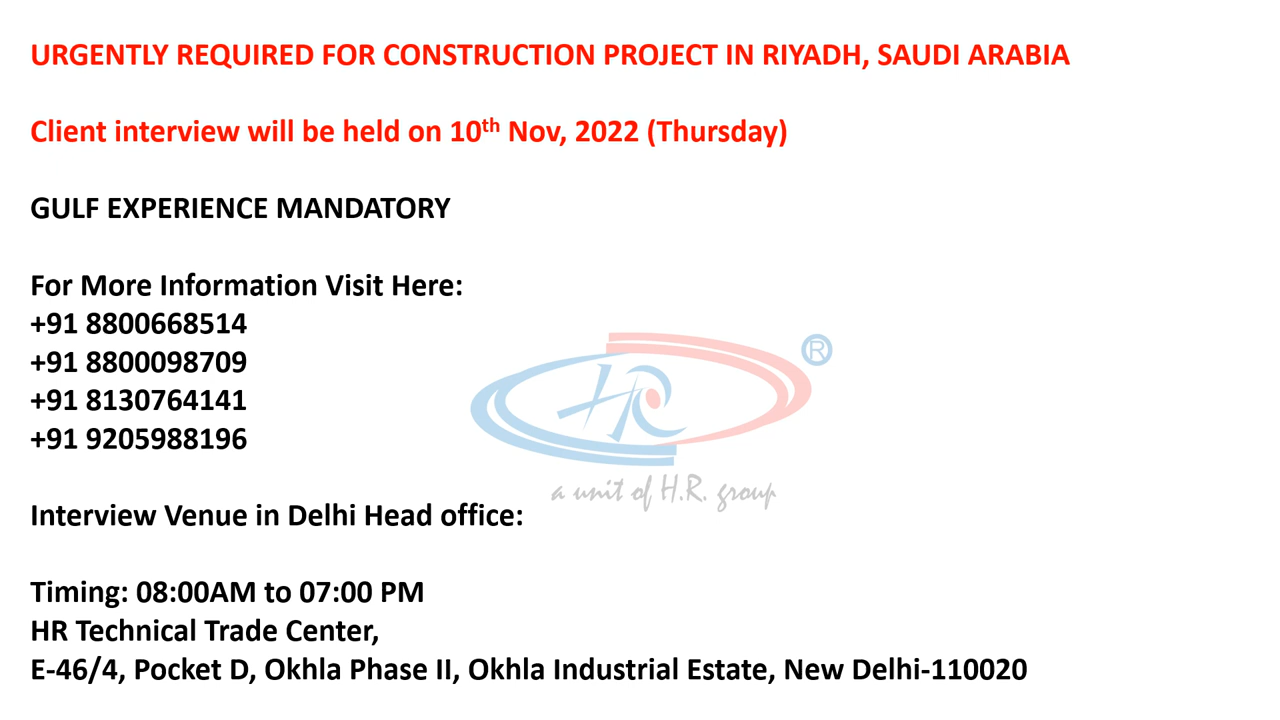 URGENTLY REQUIRED FOR CONSTRUCTION PROJECT IN RIYADH, SAUDI ARABIA
Client interview will be held on 10th Nov, 2022 (Thursday)
GULF EXPERIENCE MANDATORY
For More Information Visit Here:
+91 8800668514
+91 8800098709
+91 8130764141
+91 9205988196
HR
®
a unit of H.R. group
Interview Venue in Delhi Head office:
Timing: 08:00AM to 07:00 PM
HR Technical Trade Center,
E-46/4, Pocket D, Okhla Phase II, Okhla Industrial Estate, New Delhi-110020